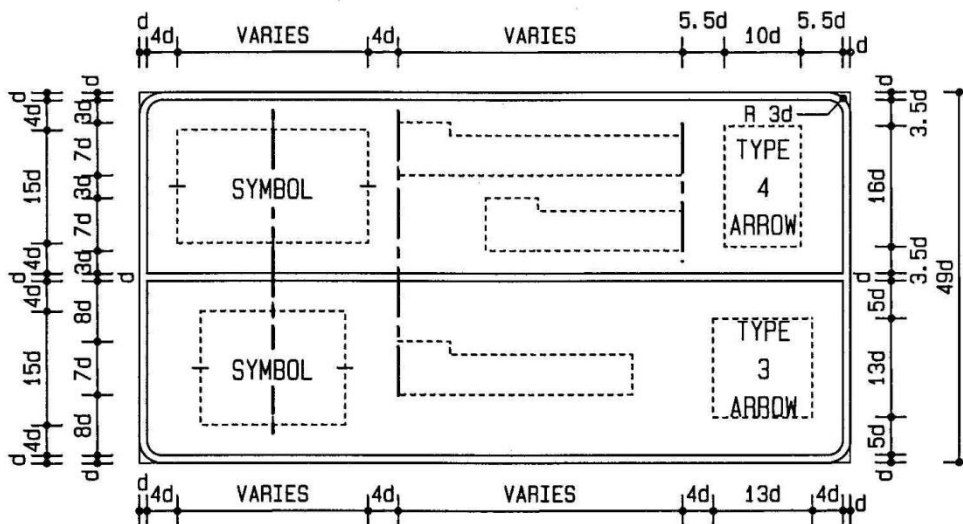 5.5d 5.5d
d 4d VARIES 4d VARIES 10d d
d d d
4d 3d R 3d 3.5d
7d TYPE
15d 3d SYMBOL 4 16d
7d ARROW
4d 3d 3.5d
d d d 49d
4d 8d 5d
TYPE
15d 7d SYMBOL 3 13d
ARROW
4d 8d 5d
d d d
d 4d VARIES 4d VARIES 4d 13d 4d d